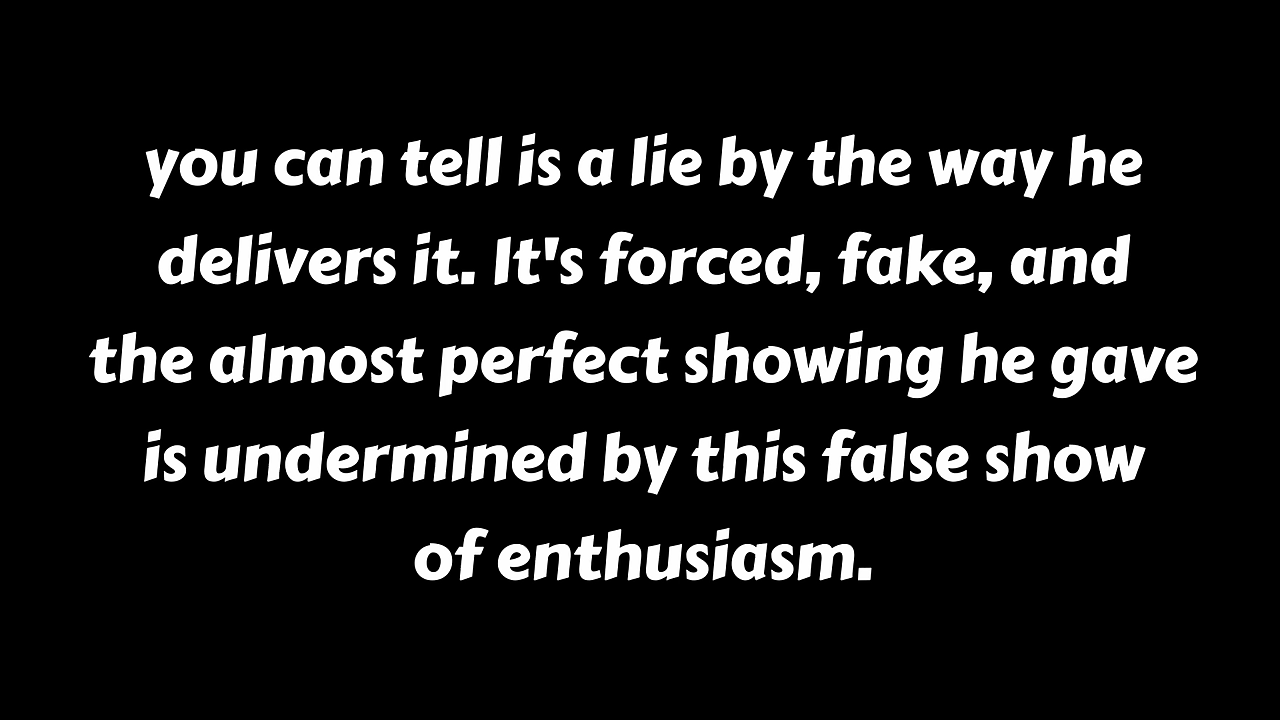 you can tell is a lie by the way he
delivers it. It's forced, fake, and
the almost perfect showing he gave
is undermined by this false show
of enthusiasm.